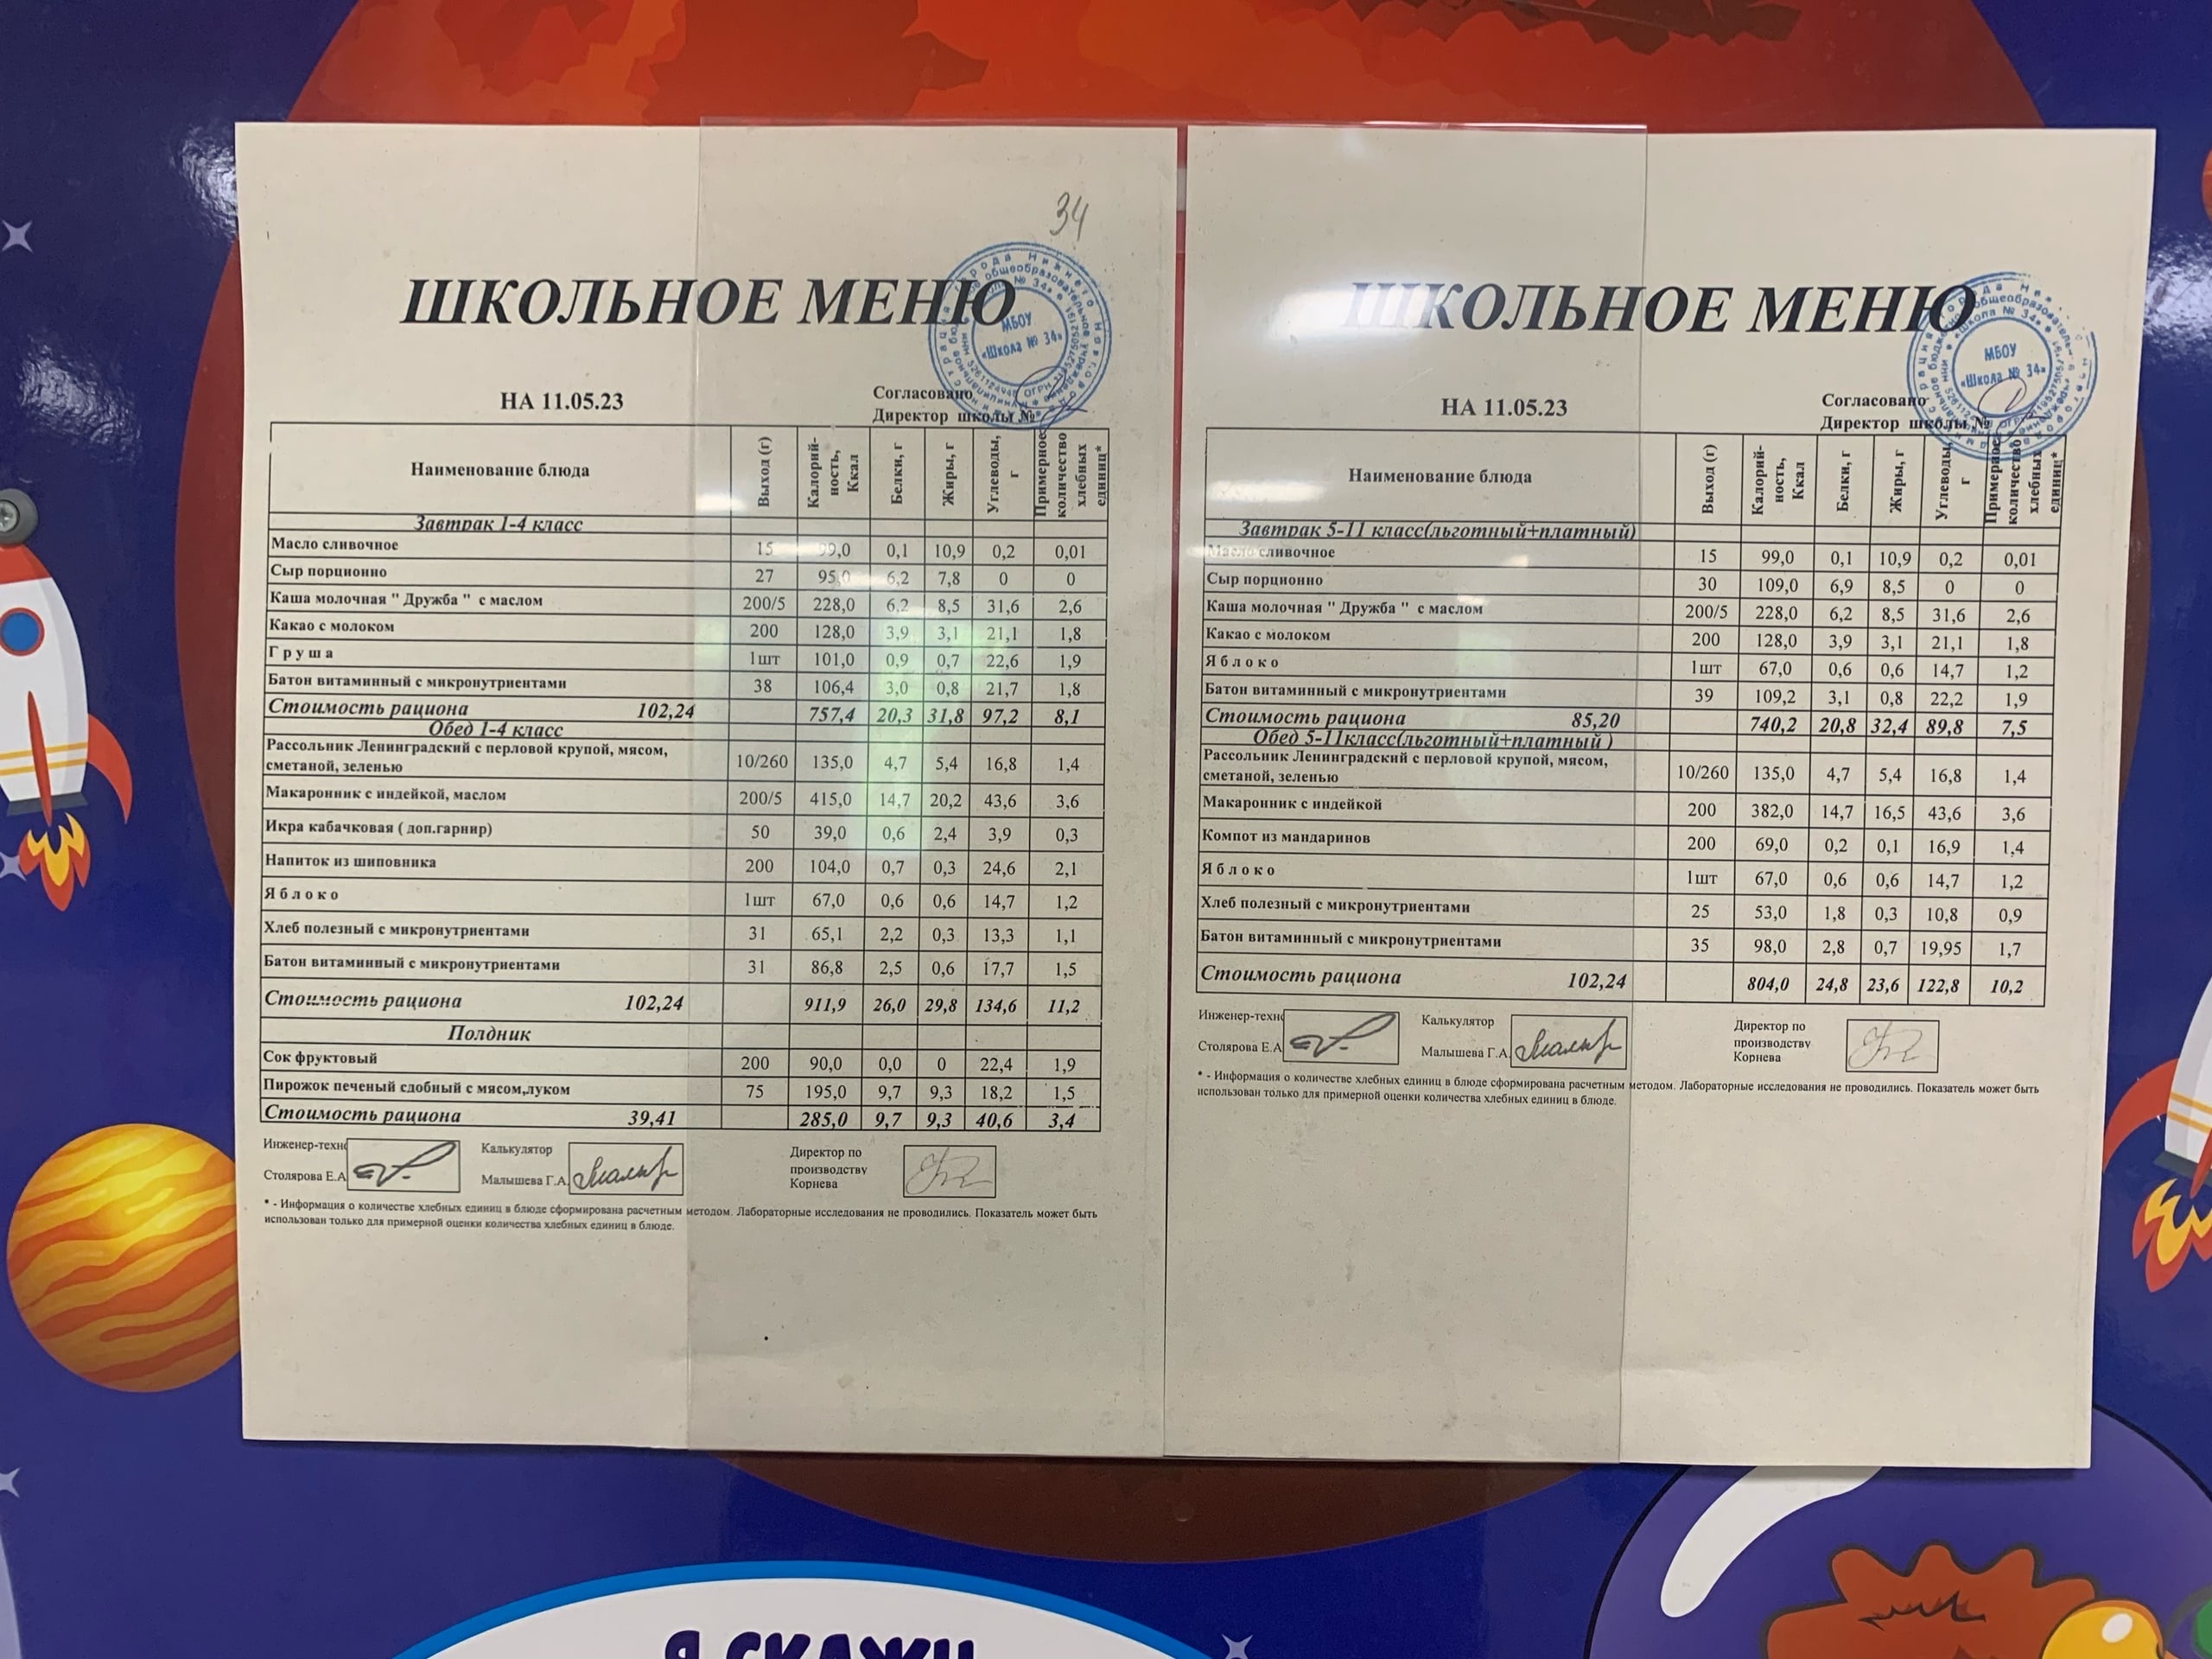 34
ШКОЛЬНОЕ МЕНЮ
МБОУ
«Школа № 34»
НА 11.05.23
Согласовано
Директор школы №
Наименование блюда Выход (г) Калорий-ность, Ккал Белки, г Жиры, г Углеводы, г Примерное количество хлебных единиц*
Завтрак 1-4 класс
Масло сливочное 15 99,0 0,1 10,9 0,2 0,01
Сыр порционно 27 95,0 6,2 7,8 0 0
Каша молочная " Дружба " с маслом 200/5 228,0 6,2 8,5 31,6 2,6
Какао с молоком 200 128,0 3,9 3,1 21,1 1,8
Груша 1шт 101,0 0,9 0,7 22,6 1,9
Батон витаминный с микронутриентами 38 106,4 3,0 0,8 21,7 1,8
Стоимость рациона 102,24 757,4 20,3 31,8 97,2 8,1
Обед 1-4 класс
Рассольник Ленинградский с перловой крупой, мясом,
сметаной, зеленью 10/260 135,0 4,7 5,4 16,8 1,4
Макаронник с индейкой, маслом 200/5 415,0 14,7 20,2 43,6 3,6
Икра кабачковая ( доп.гарнир) 50 39,0 0,6 2,4 3,9 0,3
Напиток из шиповника 200 104,0 0,7 0,3 24,6 2,1
Яблоко 1шт 67,0 0,6 0,6 14,7 1,2
Хлеб полезный с микронутриентами 31 65,1 2,2 0,3 13,3 1,1
Батон витаминный с микронутриентами 31 86,8 2,5 0,6 17,7 1,5
Стоимость рациона 102,24 911,9 26,0 29,8 134,6 11,2
Полдник
Сок фруктовый 200 90,0 0,0 0 22,4 1,9
Пирожок печеный сдобный с мясом,луком 75 195,0 9,7 9,3 18,2 1,5
Стоимость рациона 39,41 285,0 9,7 9,3 40,6 3,4
Инженер-техно Калькулятор Директор по
производству
Столярова Е.А Малышева Г.А. Корнева
* - Информация о количестве хлебных единиц в блюде сформирована расчетным методом. Лабораторные исследования не проводились. Показатель может быть
использован только для примерной оценки количества хлебных единиц в блюде.
ШКОЛЬНОЕ МЕНЮ
МБОУ
«Школа № 34»
НА 11.05.23
Согласовано
Директор школы №
Наименование блюда Выход (г) Калорий-ность, Ккал Белки, г Жиры, г Углеводы, г Примерное количество хлебных единиц*
Завтрак 5-11 класс(льготный+платный)
Масло сливочное 15 99,0 0,1 10,9 0,2 0,01
Сыр порционно 30 109,0 6,9 8,5 0 0
Каша молочная " Дружба " с маслом 200/5 228,0 6,2 8,5 31,6 2,6
Какао с молоком 200 128,0 3,9 3,1 21,1 1,8
Яблоко 1шт 67,0 0,6 0,6 14,7 1,2
Батон витаминный с микронутриентами 39 109,2 3,1 0,8 22,2 1,9
Стоимость рациона 85,20 740,2 20,8 32,4 89,8 7,5
Обед 5-11класс(льготный+платный )
Рассольник Ленинградский с перловой крупой, мясом,
сметаной, зеленью 10/260 135,0 4,7 5,4 16,8 1,4
Макаронник с индейкой 200 382,0 14,7 16,5 43,6 3,6
Компот из мандаринов 200 69,0 0,2 0,1 16,9 1,4
Яблоко 1шт 67,0 0,6 0,6 14,7 1,2
Хлеб полезный с микронутриентами 25 53,0 1,8 0,3 10,8 0,9
Батон витаминный с микронутриентами 35 98,0 2,8 0,7 19,95 1,7
Стоимость рациона 102,24 804,0 24,8 23,6 122,8 10,2
Инженер-техно Калькулятор Директор по
производству
Столярова Е.А Малышева Г.А. Корнева
* - Информация о количестве хлебных единиц в блюде сформирована расчетным методом. Лабораторные исследования не проводились. Показатель может быть
использован только для примерной оценки количества хлебных единиц в блюде.
Я СКАЖУ